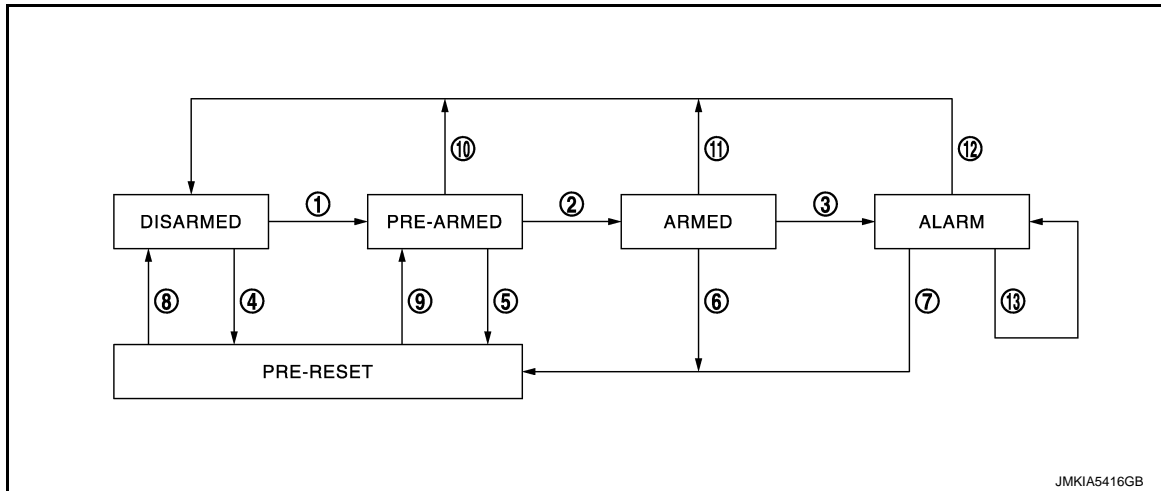 ⑩ ⑪ ⑫
DISARMED ① PRE-ARMED ② ARMED ③ ALARM
⑧ ④ ⑨ ⑤ ⑥ ⑦ ⑬
PRE-RESET
JMKIA5416GB